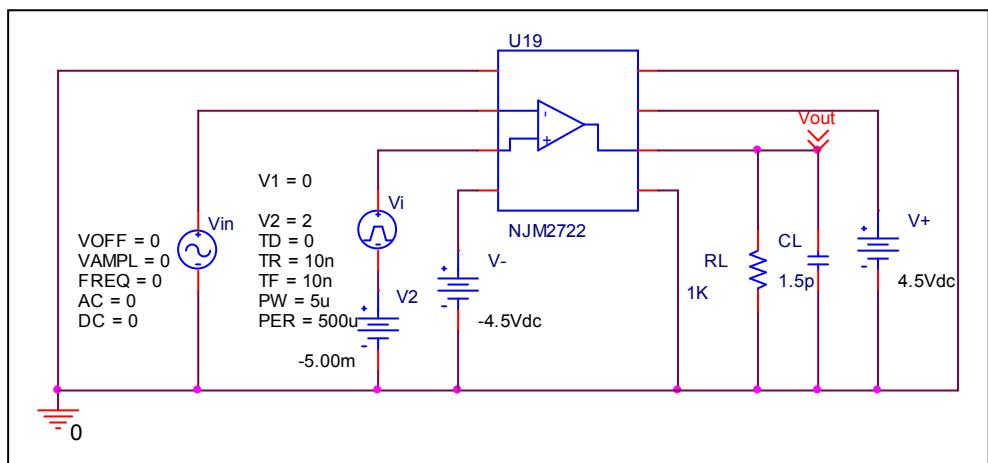 U19
Vout
-
+
V1 = 0
Vi
Vin
V2 = 2
TD = 0
TR = 10n
TF = 10n
PW = 5u
PER = 500u
VOFF = 0
VAMPL = 0
FREQ = 0
AC = 0
DC = 0
NJM2722
V-
V+
V2
-5.00m
-4.5Vdc
RL
1K
CL
1.5p
4.5Vdc
0